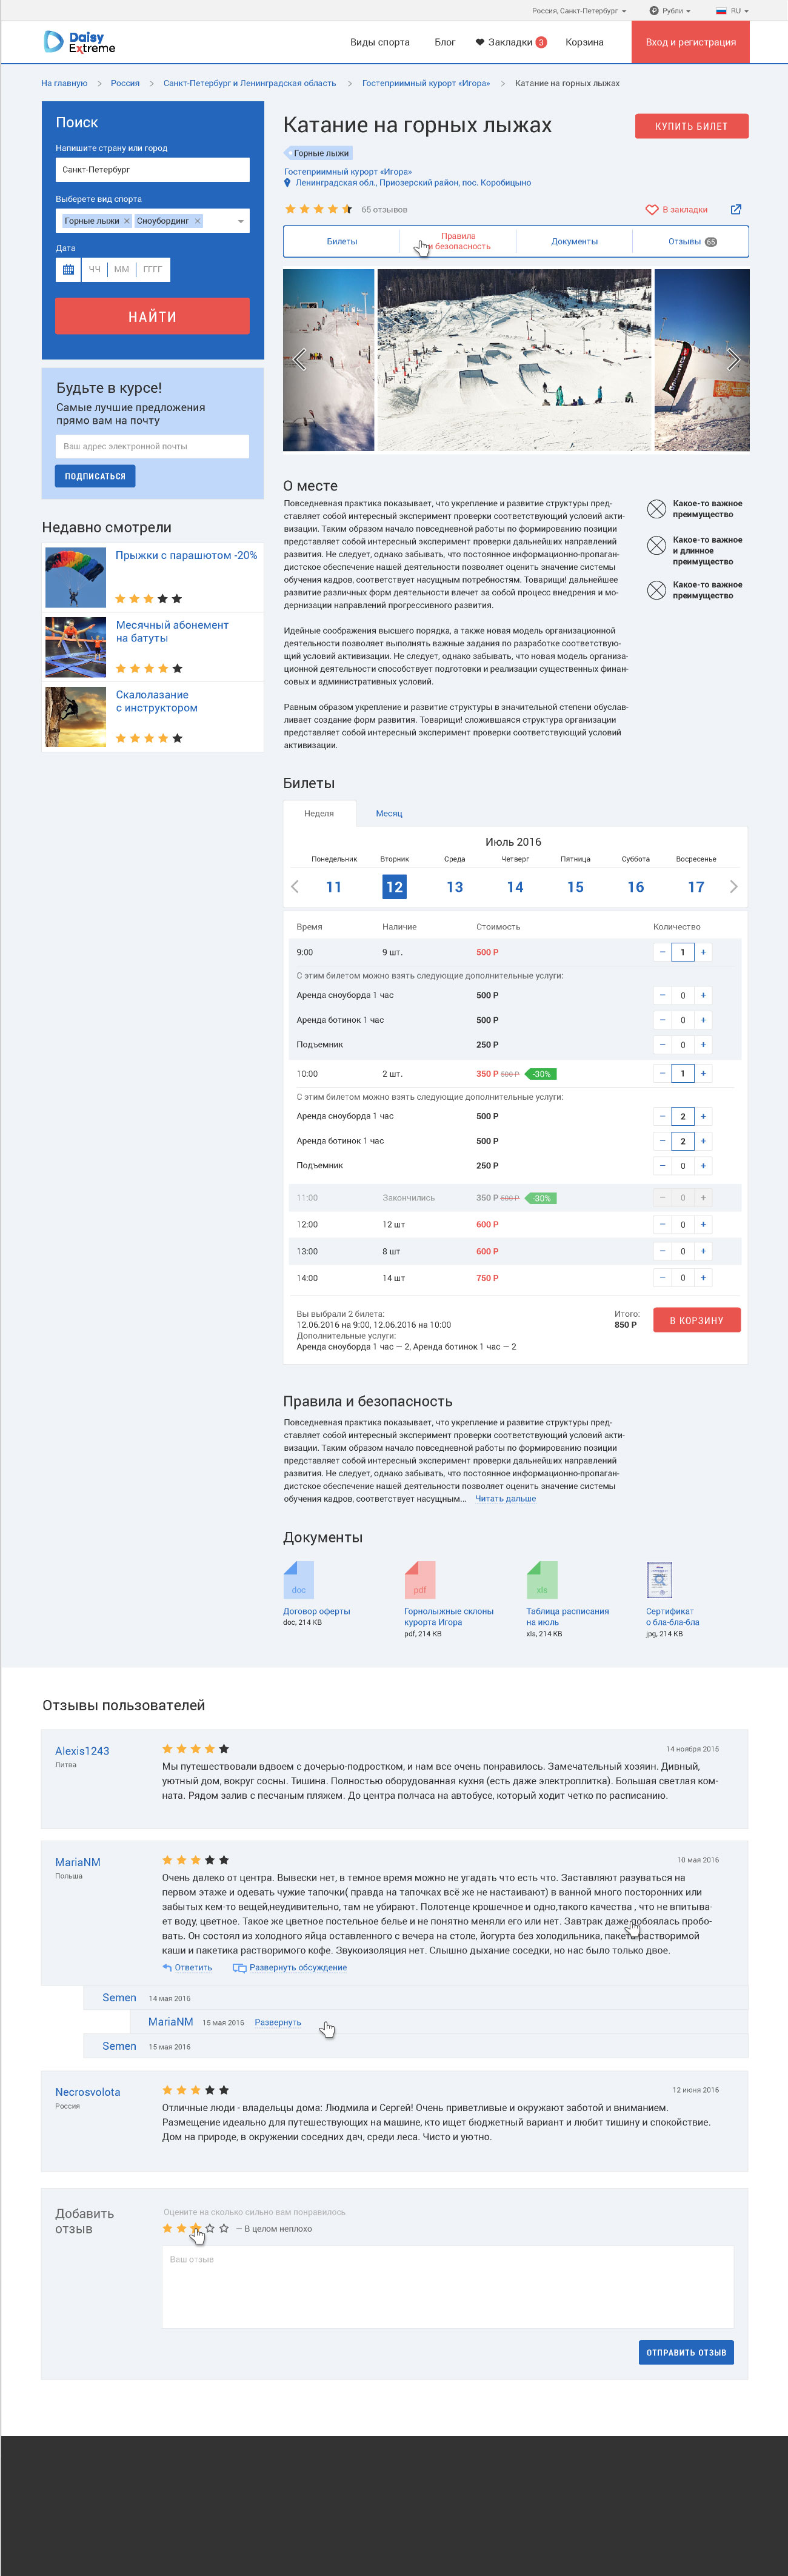 Россия, Санкт-Петербург
Рубли
RU
Daisy
Extreme
Виды спорта
Блог
Закладки 3
Корзина
Вход и регистрация
На главную > Россия > Санкт-Петербург и Ленинградская область > Гостеприимный курорт «Игора» > Катание на горных лыжах
Поиск
Напишите страну или город
Санкт-Петербург
Выберете вид спорта
Горные лыжи × Сноубординг ×
Дата
ЧЧ ММ ГГГГ
НАЙТИ
Будьте в курсе!
Самые лучшие предложения
прямо вам на почту
Ваш адрес электронной почты
ПОДПИСАТЬСЯ
Недавно смотрели
Прыжки с парашютом -20%
Месячный абонемент
на батуты
Скалолазание
с инструктором
Катание на горных лыжах
КУПИТЬ БИЛЕТ
Горные лыжи
Гостеприимный курорт «Игора»
Ленинградская обл., Приозерский район, пос. Коробицыно
65 отзывов
В закладки
Билеты
Правила
и безопасность
Документы
Отзывы 65
О месте
Повседневная практика показывает, что укрепление и развитие структуры пред-
ставляет собой интересный эксперимент проверки соответствующий условий акти-
визации. Таким образом начало повседневной работы по формированию позиции
представляет собой интересный эксперимент проверки дальнейших направлений
развития. Не следует, однако забывать, что постоянное информационно-пропаган-
дистское обеспечение нашей деятельности влечет за собой оценить значение системы
обучения кадров, соответствует насущным потребностям. Товарищи! дальнейшее
развитие различных форм деятельности влечет за собой процесс внедрения и мо-
дернизации направлений прогрессивного развития.
Идейные соображения высшего порядка, а также новая модель организационной
деятельности позволяет выполнять важные задания по разработке соответствую-
щий условий активизации. Не следует, однако забывать, что новая модель организа-
ционной деятельности способствует подготовки и реализации существенных финан-
совых и административных условий.
Равным образом укрепление и развитие структуры в значительной степени обуслав-
ливает создание форм развития. Товарищи! сложившаяся структура организации
представляет собой интересный эксперимент проверки соответствующий условий
активизации.
Какое-то важное
преимущество
Какое-то важное
и длинное
преимущество
Какое-то важное
преимущество
Билеты
Неделя
Месяц
Июль 2016
Понедельник Вторник Среда Четверг Пятница Суббота Восресенье
11 12 13 14 15 16 17
Время Наличие Стоимость Количество
9:00 9 шт. 500 Р – 1 +
С этим билетом можно взять следующие дополнительные услуги:
Аренда сноуборда 1 час 500 Р – 0 +
Аренда ботинок 1 час 500 Р – 0 +
Подъемник 250 Р – 0 +
10:00 2 шт. 350 Р 500 Р -30% – 1 +
С этим билетом можно взять следующие дополнительные услуги:
Аренда сноуборда 1 час 500 Р – 2 +
Аренда ботинок 1 час 500 Р – 2 +
Подъемник 250 Р – 0 +
11:00 Закончились 350 Р 500 Р -30% – 0 +
12:00 12 шт 600 Р – 0 +
13:00 8 шт 600 Р – 0 +
14:00 14 шт 750 Р – 0 +
Вы выбрали 2 билета:
12.06.2016 на 9:00, 12.06.2016 на 10:00
Дополнительные услуги:
Аренда сноуборда 1 час — 2, Аренда ботинок 1 час — 2
Итого:
850 Р
В КОРЗИНУ
Правила и безопасность
Повседневная практика показывает, что укрепление и развитие структуры пред-
ставляет собой интересный эксперимент проверки соответствующий условий акти-
визации. Таким образом начало повседневной работы по формированию позиции
представляет собой интересный эксперимент проверки дальнейших направлений
развития. Не следует, однако забывать, что постоянное информационно-пропаган-
дистское обеспечение нашей деятельности позволяет оценить значение системы
обучения кадров, соответствует насущным... Читать дальше
Документы
doc
Договор оферты
doc, 214 KB
pdf
Горнолыжные склоны
курорта Игора
pdf, 214 KB
xls
Таблица расписания
на июль
xls, 214 KB
Сертификат
о бла-бла-бла
jpg, 214 KB
Отзывы пользователей
Alexis1243
Литва
14 ноября 2015
Мы путешествовали вдвоем с дочерью-подростком, и нам все очень понравилось. Замечательный хозяин. Дивный,
уютный дом, вокруг сосны. Тишина. Полностью оборудованная кухня (есть даже электроплитка). Большая светлая ком-
ната. Рядом залив с песчаным пляжем. До центра полчаса на автобусе, который ходит четко по расписанию.
MariaNM
Польша
10 мая 2016
Очень далеко от центра. Вывески нет, в темное время можно не угадать что есть что. Заставляют разуваться на
первом этаже и одевать чужие тапочки( правда на тапочках всё же не настаивают) в ванной много посторонних или
забытых кем-то вещей,неудивительно, там не убирают. Полотенце крошечное и одно,такого качества , что не впитыва-
ет воду, цветное. Такое же цветное постельное белье и не понятно меняли его или нет. Завтрак даже побоялась пробо-
вать. Он состоял из холодного яйца оставленного с вечера на столе, йогурта без холодильника, пакета растворимой
каши и пакетика растворимого кофе. Звукоизоляция нет. Слышно дыхание соседки, но нас было только двое.
Ответить
Развернуть обсуждение
Semen 14 мая 2016
MariaNM 15 мая 2016 Развернуть
Semen 15 мая 2016
Necrosvolota
Россия
12 июня 2016
Отличные люди - владельцы дома: Людмила и Сергей! Очень приветливые и окружают заботой и вниманием.
Размещение идеально для путешествующих на машине, кто ищет бюджетный вариант и любит тишину и спокойствие.
Дом на природе, в окружении соседних дач, среди леса. Чисто и уютно.
Добавить
отзыв
Оцените на сколько сильно вам понравилось
— В целом неплохо
Ваш отзыв
ОТПРАВИТЬ ОТЗЫВ